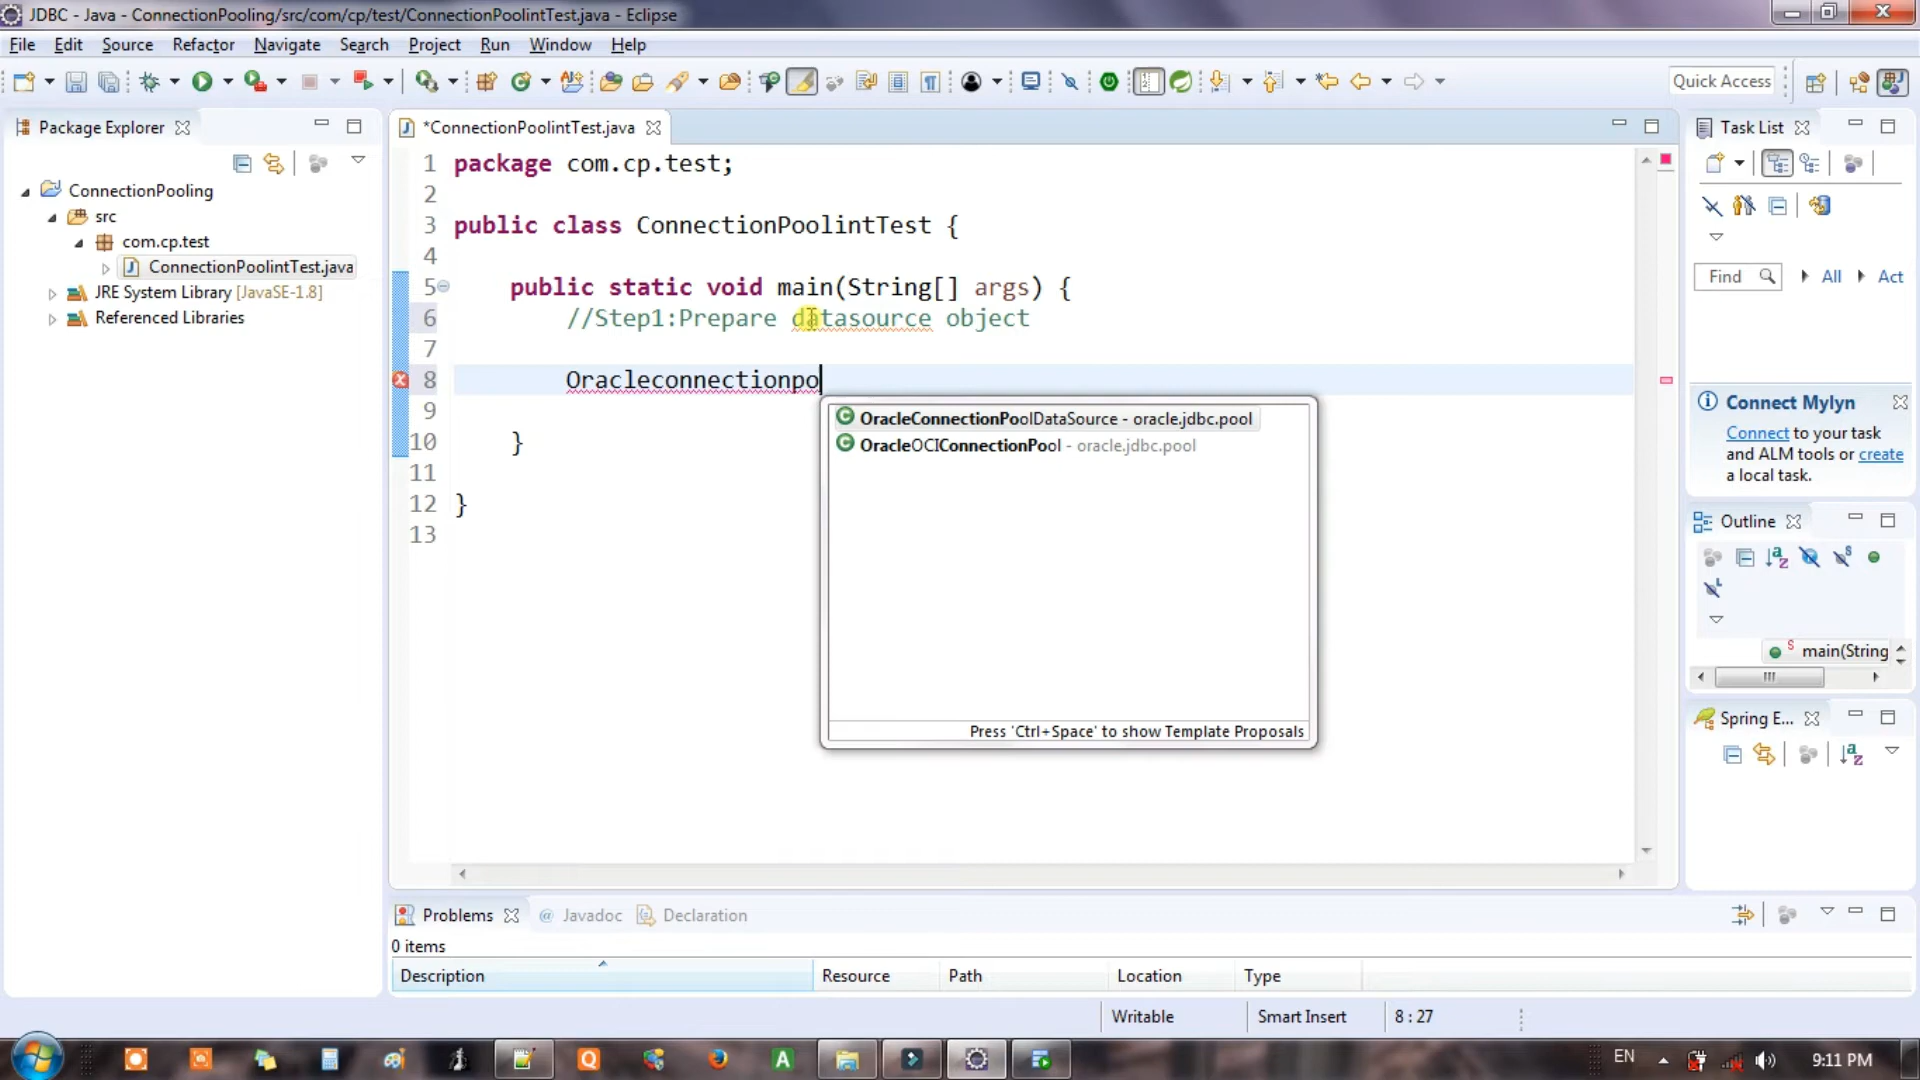 JDBC - Java - ConnectionPooling/src/com/cp/test/ConnectionPoolintTest.java - Eclipse
File Edit Source Refactor Navigate Search Project Run Window Help
Quick Access
Package Explorer
ConnectionPooling
src
com.cp.test
ConnectionPoolintTest.java
JRE System Library [JavaSE-1.8]
Referenced Libraries
*ConnectionPoolintTest.java
1 package com.cp.test;
2
3 public class ConnectionPoolintTest {
4
5 public static void main(String[] args) {
6 //Step1:Prepare datasource object
7
8 Oracleconnectionpo
9
10 }
11
12 }
13
OracleConnectionPoolDataSource - oracle.jdbc.pool
OracleOCIConnectionPool - oracle.jdbc.pool
Press 'Ctrl+Space' to show Template Proposals
Task List
Find All Act
Connect Mylyn
Connect to your task
and ALM tools or create
a local task.
Outline
main(String
Spring E...
Problems @ Javadoc Declaration
0 items
Description Resource Path Location Type
Writable Smart Insert 8 : 27
EN 9:11 PM